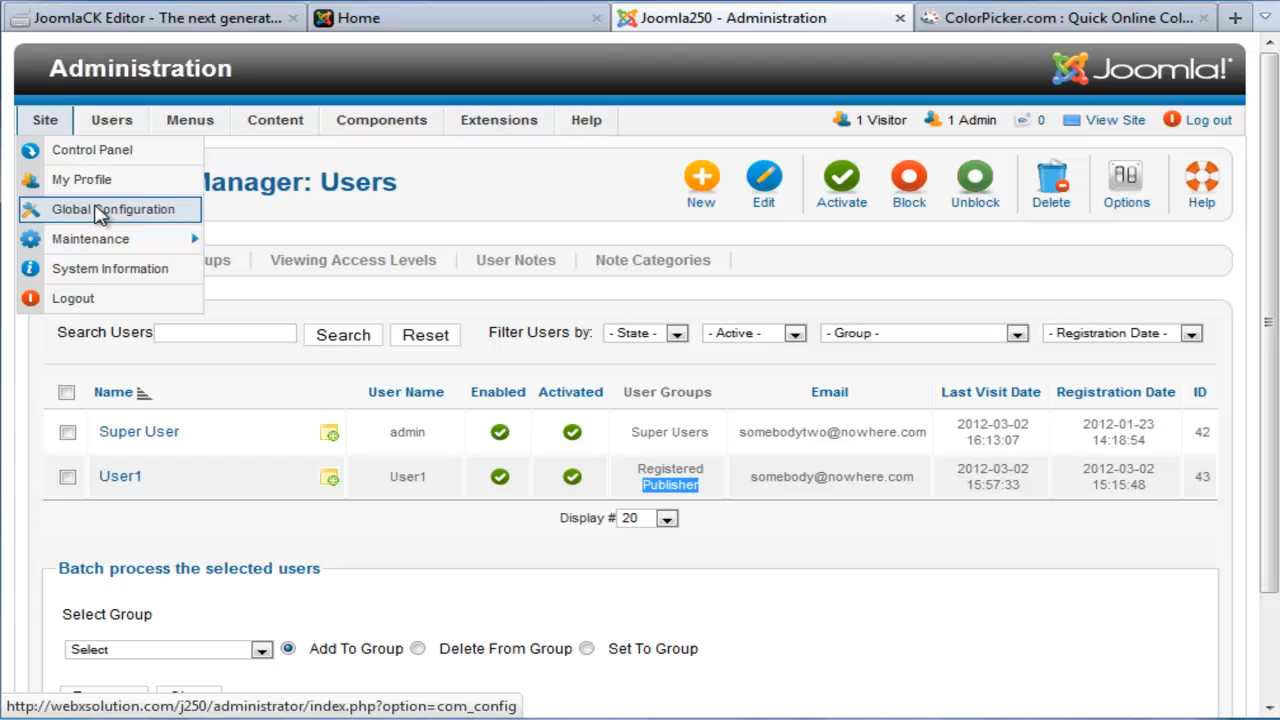 JoomlaCK Editor - The next generat...
Home
Joomla250 - Administration
ColorPicker.com : Quick Online Col...
Administration
Joomla!
Site Users Menus Content Components Extensions Help
1 Visitor 1 Admin 0 View Site Log out
Control Panel
My Profile
Global Configuration
Maintenance
System Information
Logout
Manager: Users
New Edit Activate Block Unblock Delete Options Help
ups Viewing Access Levels User Notes Note Categories
Search Users Search Reset Filter Users by: - State - - Active - - Group - - Registration Date -
Name User Name Enabled Activated User Groups Email Last Visit Date Registration Date ID
Super User admin Super Users somebodytwo@nowhere.com 2012-03-02 16:13:07 2012-01-23 14:18:54 42
User1 User1 Registered Publisher somebody@nowhere.com 2012-03-02 15:57:33 2012-03-02 15:15:48 43
Display # 20
Batch process the selected users
Select Group
Select Add To Group Delete From Group Set To Group
http://webxsolution.com/j250/administrator/index.php?option=com_config